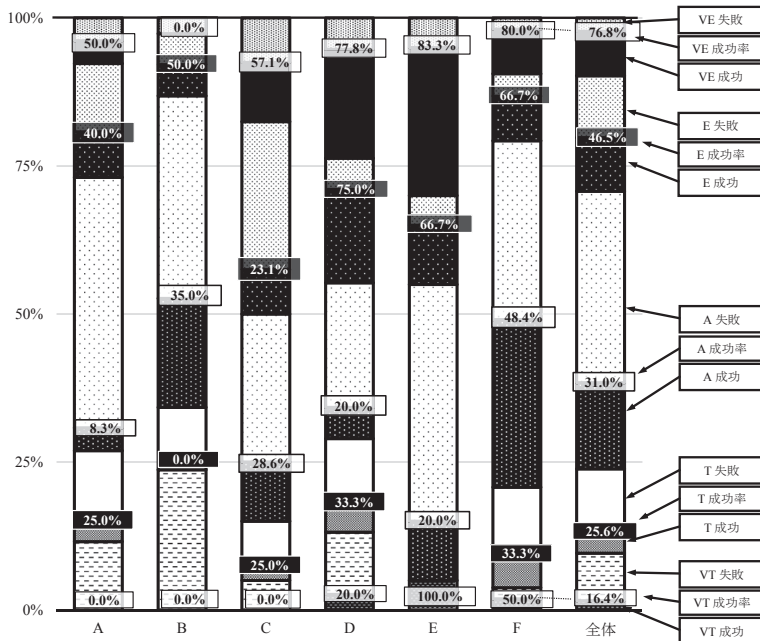 100%
75%
50%
25%
0%
50.0% 0.0% 57.1% 77.8% 83.3% 80.0% 76.8%
40.0% 50.0% 23.1% 75.0% 66.7% 66.7% 46.5%
8.3% 35.0% 28.6% 20.0% 20.0% 48.4% 31.0%
25.0% 0.0% 25.0% 33.3% 100.0% 33.3% 25.6%
0.0% 0.0% 0.0% 20.0% 50.0% 16.4%
A B C D E F 全体
VE 失敗
VE 成功率
VE 成功
E 失敗
E 成功率
E 成功
A 失敗
A 成功率
A 成功
T 失敗
T 成功率
T 成功
VT 失敗
VT 成功率
VT 成功